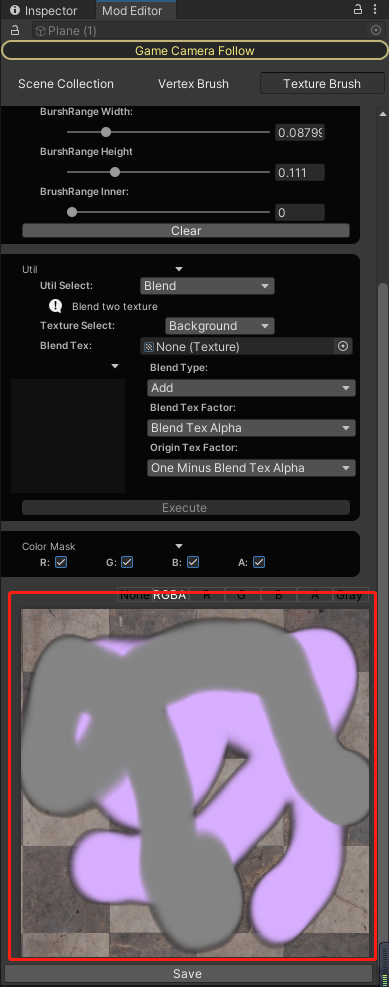 Inspector Mod Editor
Plane (1)
Game Camera Follow
Scene Collection Vertex Brush Texture Brush
BurshRange Width:
0.08799
BurshRange Height
0.111
BrushRange Inner:
0
Clear
Util
Util Select: Blend
Blend two texture
Texture Select: Background
Blend Tex: None (Texture)
Blend Type:
Add
Blend Tex Factor:
Blend Tex Alpha
Origin Tex Factor:
One Minus Blend Tex Alpha
Execute
Color Mask
R: G: B: A:
None RGBA R G B A Gray
Save